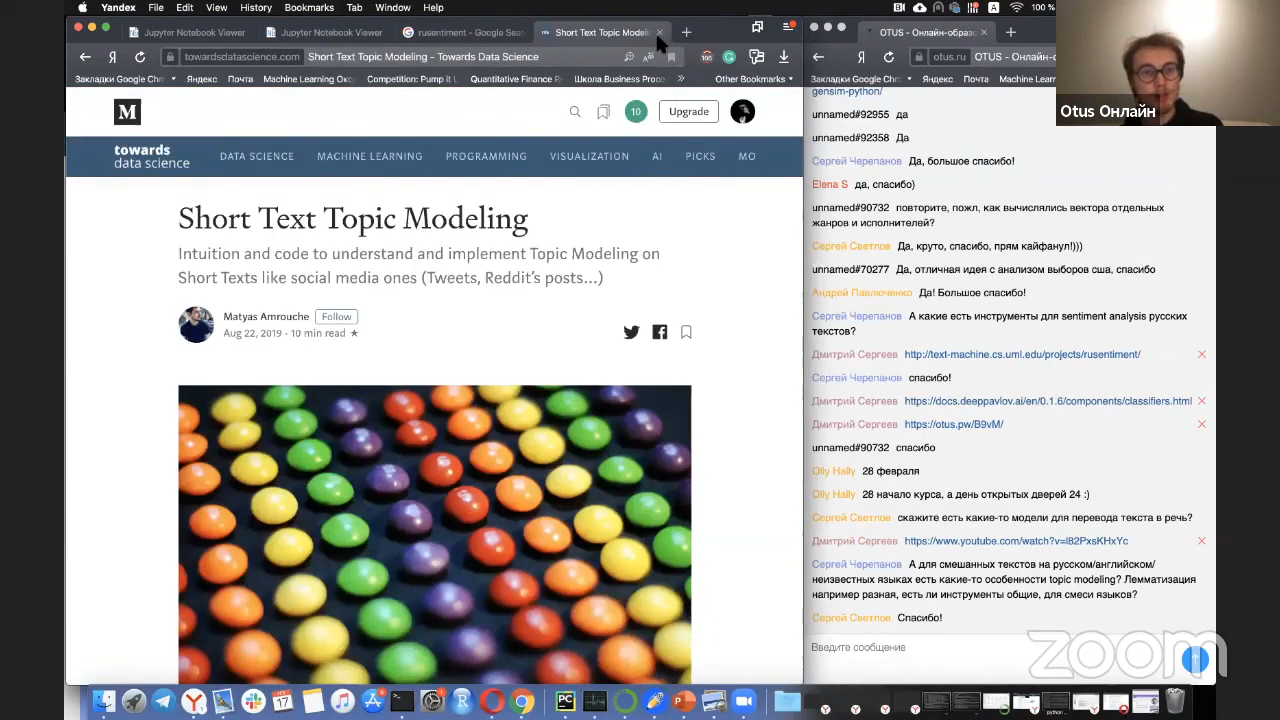 Yandex File Edit View History Bookmarks Tab Window Help
100 %
Jupyter Notebook Viewer
Jupyter Notebook Viewer
rusentiment - Google Sea
Short Text Topic Modeli
towardsdatascience.com Short Text Topic Modeling - Towards Data Science
Закладки Google Chr
Яндекс
Почта
Machine Learning Окс
Competition: Pump it U
Quantitative Finance R
Школа Business Proce
Other Bookmarks
M
10
Upgrade
towards
data science
DATA SCIENCE MACHINE LEARNING PROGRAMMING VISUALIZATION AI PICKS MO
Short Text Topic Modeling
Intuition and code to understand and implement Topic Modeling on
Short Texts like social media ones (Tweets, Reddit’s posts…)
Matyas Amrouche Follow
Aug 22, 2019 · 10 min read ★
OTUS – Онлайн-образо
otus.ru OTUS – Онлайн-о
Закладки Google Chr
Яндекс
Почта
Machine Learnin
Otus Онлайн
gensim-python/
unnamed#92955 да
unnamed#92358 Да
Сергей Черепанов Да, большое спасибо!
Elena S да, спасибо)
unnamed#90732 повторите, пожл, как вычислялись вектора отдельных
жанров и исполнителей?
Сергей Светлов Да, круто, спасибо, прям кайфанул!)))
unnamed#70277 Да, отличная идея с анализом выборов сша, спасибо
Андрей Павлюченко Да! Большое спасибо!
Сергей Черепанов А какие есть инструменты для sentiment analysis русских
текстов?
Дмитрий Сергеев http://text-machine.cs.uml.edu/projects/rusentiment/
Сергей Черепанов спасибо!
Дмитрий Сергеев https://docs.deeppavlov.ai/en/0.1.6/components/classifiers.html
Дмитрий Сергеев https://otus.pw/B9vM/
unnamed#90732 спасибо
Olly Hally 28 февраля
Olly Hally 28 начало курса, а день открытых дверей 24 :)
Сергей Светлов скажите есть какие-то модели для перевода текста в речь?
Дмитрий Сергеев https://www.youtube.com/watch?v=l82PxsKHxYc
Сергей Черепанов А для смешанных текстов на русском/английском/
неизвестных языках есть какие-то особенности topic modeling? Лемматизация
например разная, есть ли инструменты общие, для смеси языков?
Сергей Светлов Спасибо!
Введите сообщение
zoom